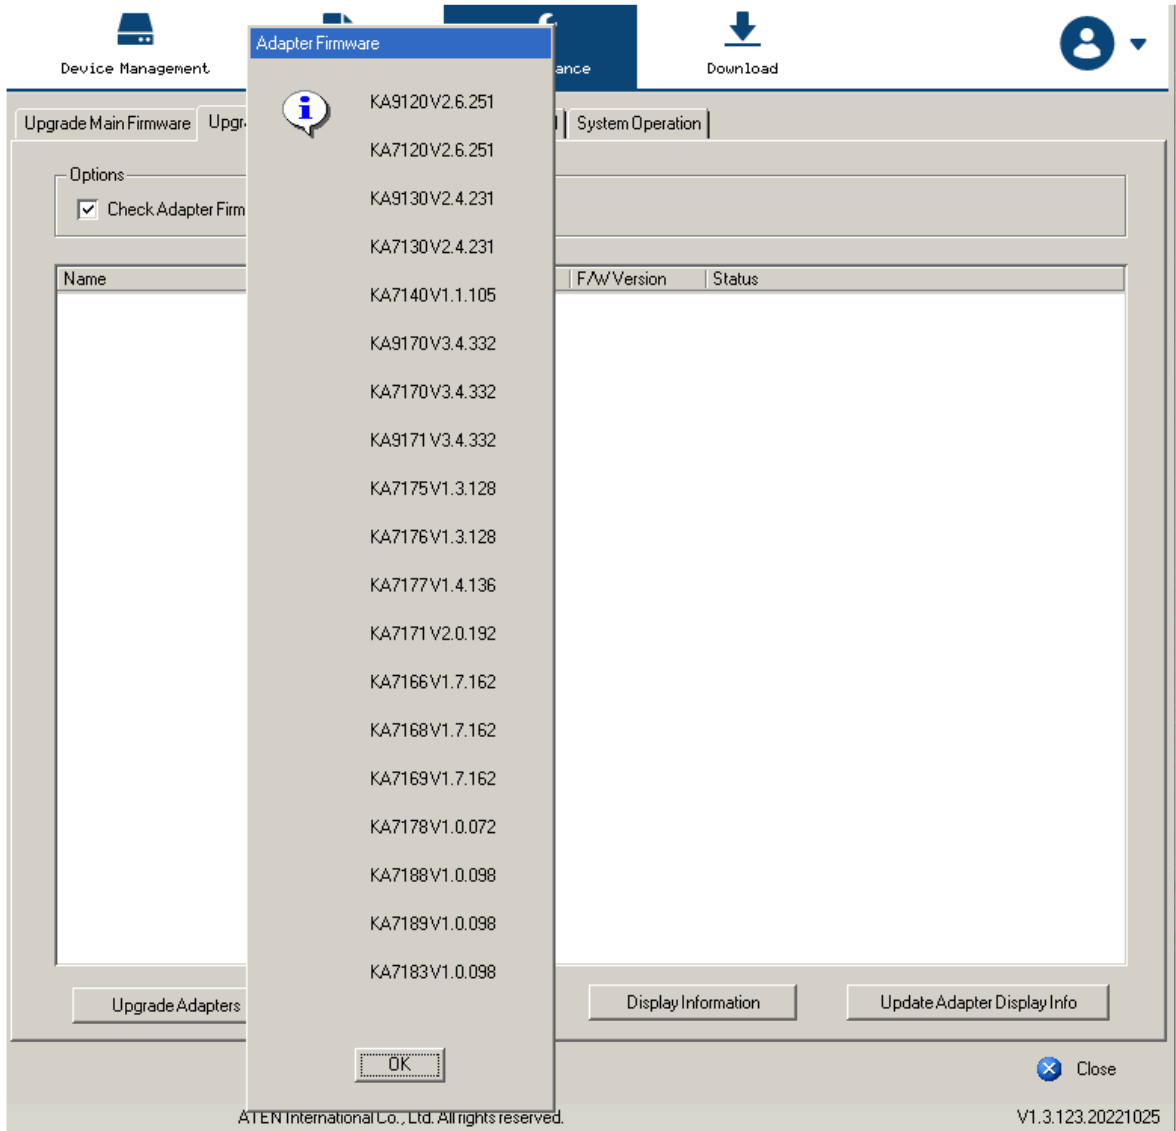 Device Management
Download
Adapter Firmware
Upgrade Main Firmware
System Operation
Options
Check Adapter Firm
Name
F/W Version
Status
KA9120 V2.6.251
KA7120 V2.6.251
KA9130 V2.4.231
KA7130 V2.4.231
KA7140 V1.1.105
KA9170 V3.4.332
KA7170 V3.4.332
KA9171 V3.4.332
KA7175 V1.3.128
KA7176 V1.3.128
KA7177 V1.4.136
KA7171 V2.0.192
KA7166 V1.7.162
KA7168 V1.7.162
KA7169 V1.7.162
KA7178 V1.0.072
KA7188 V1.0.098
KA7189 V1.0.098
KA7183 V1.0.098
OK
Upgrade Adapters
Display Information
Update Adapter Display Info
Close
ATEN International Co., Ltd. All rights reserved.
V1.3.123.20221025